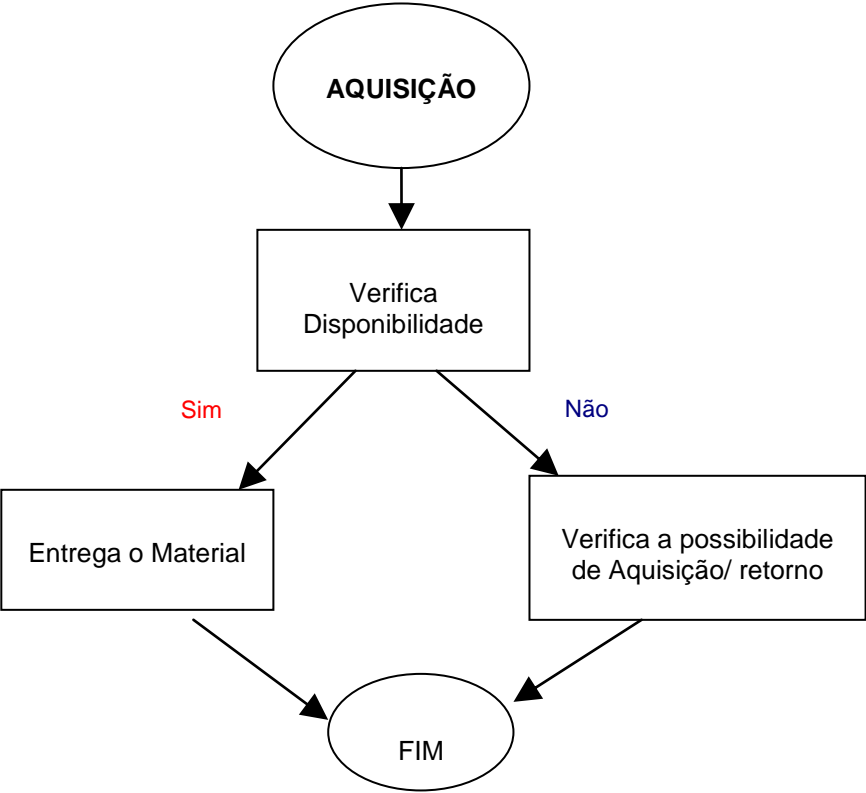 AQUISIÇÃO
Verifica
Disponibilidade
Sim
Não
Entrega o Material
Verifica a possibilidade
de Aquisição/ retorno
FIM